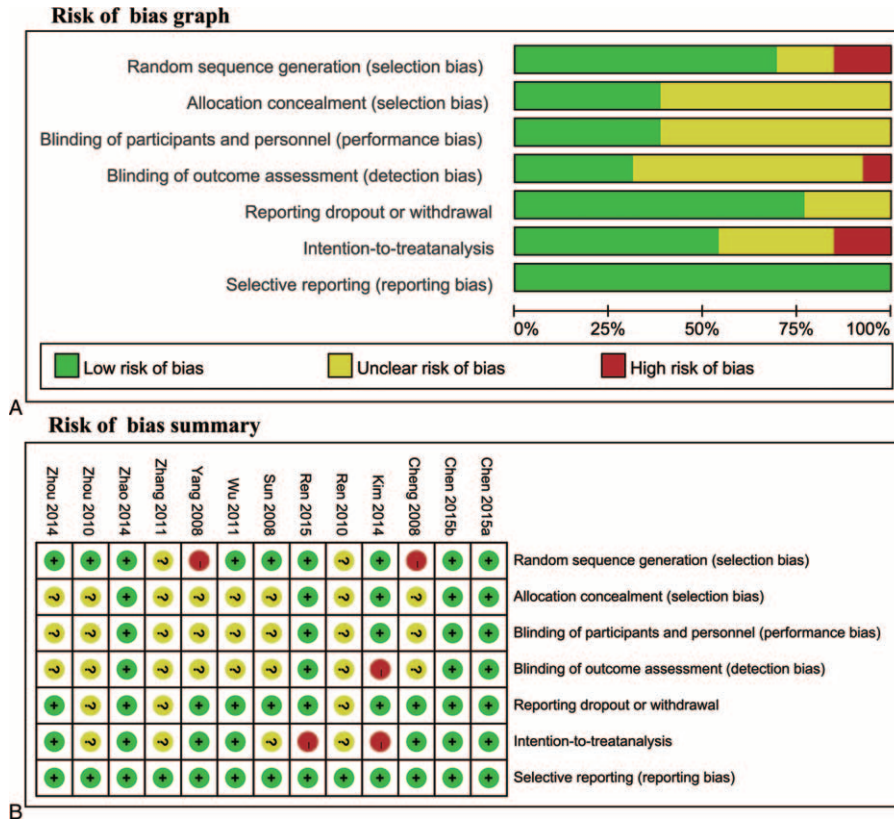 Risk of bias graph
Random sequence generation (selection bias)
Allocation concealment (selection bias)
Blinding of participants and personnel (performance bias)
Blinding of outcome assessment (detection bias)
Reporting dropout or withdrawal
Intention-to-treatanalysis
Selective reporting (reporting bias)
0% 25% 50% 75% 100%
Low risk of bias Unclear risk of bias High risk of bias
A
Risk of bias summary
Zhou 2014 Zhou 2010 Zhao 2014 Zhang 2011 Yang 2008 Wu 2011 Sun 2008 Ren 2015 Ren 2010 Kim 2014 Cheng 2008 Chen 2015b Chen 2015a
+ + + ? - + + + ? + - + + Random sequence generation (selection bias)
? ? + ? ? ? ? + ? + ? + + Allocation concealment (selection bias)
? ? + ? ? ? ? + ? + ? + + Blinding of participants and personnel (performance bias)
? ? + ? ? ? ? + ? - ? + + Blinding of outcome assessment (detection bias)
+ ? + ? + + + + ? + + + + Reporting dropout or withdrawal
+ ? + ? + + ? - ? - + + + Intention-to-treatanalysis
+ + + + + + + + + + + + + Selective reporting (reporting bias)
B